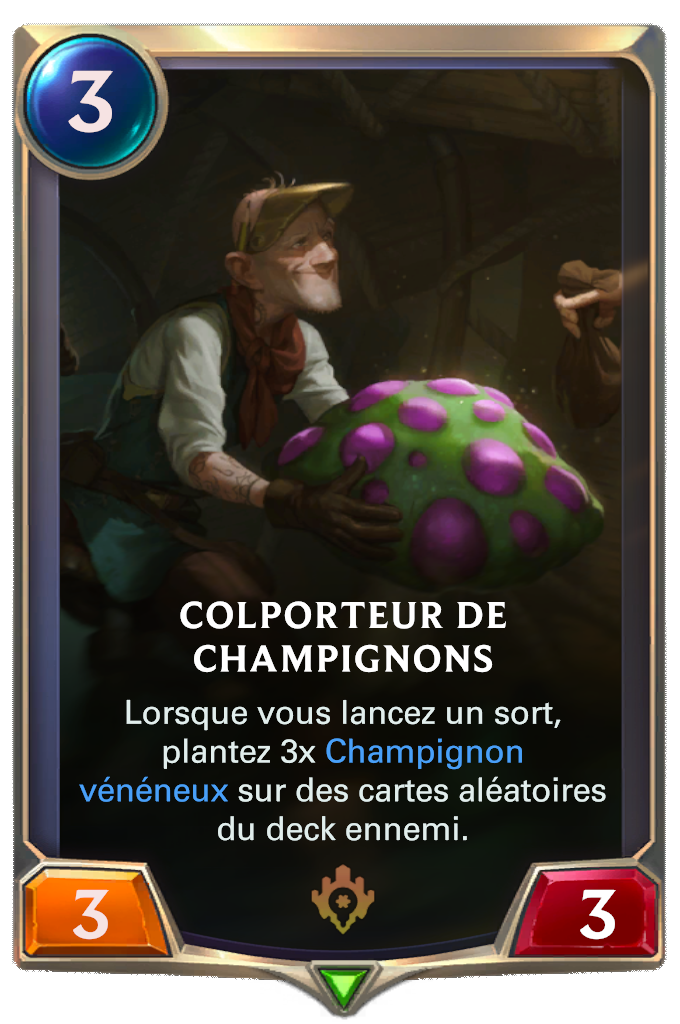 3
COLPORTEUR DE
CHAMPIGNONS
Lorsque vous lancez un sort,
plantez 3x Champignon
vénéneux sur des cartes aléatoires
du deck ennemi.
3
3